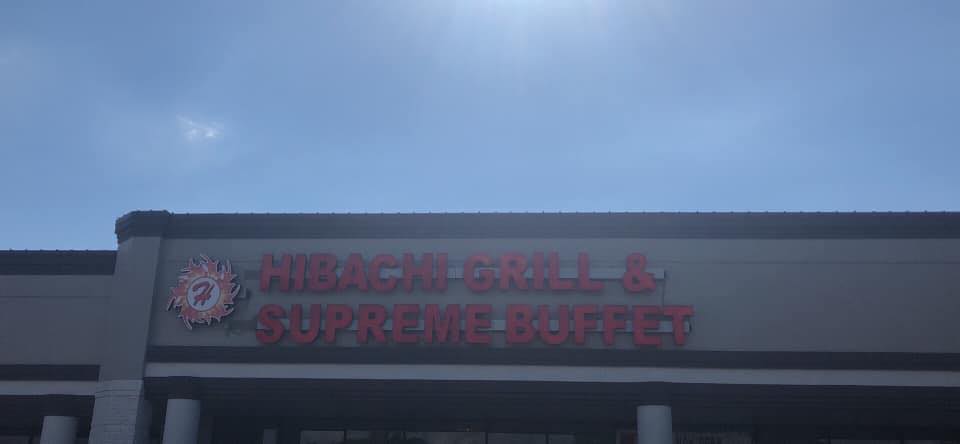 H
HIBACHI GRILL &
SUPREME BUFFET